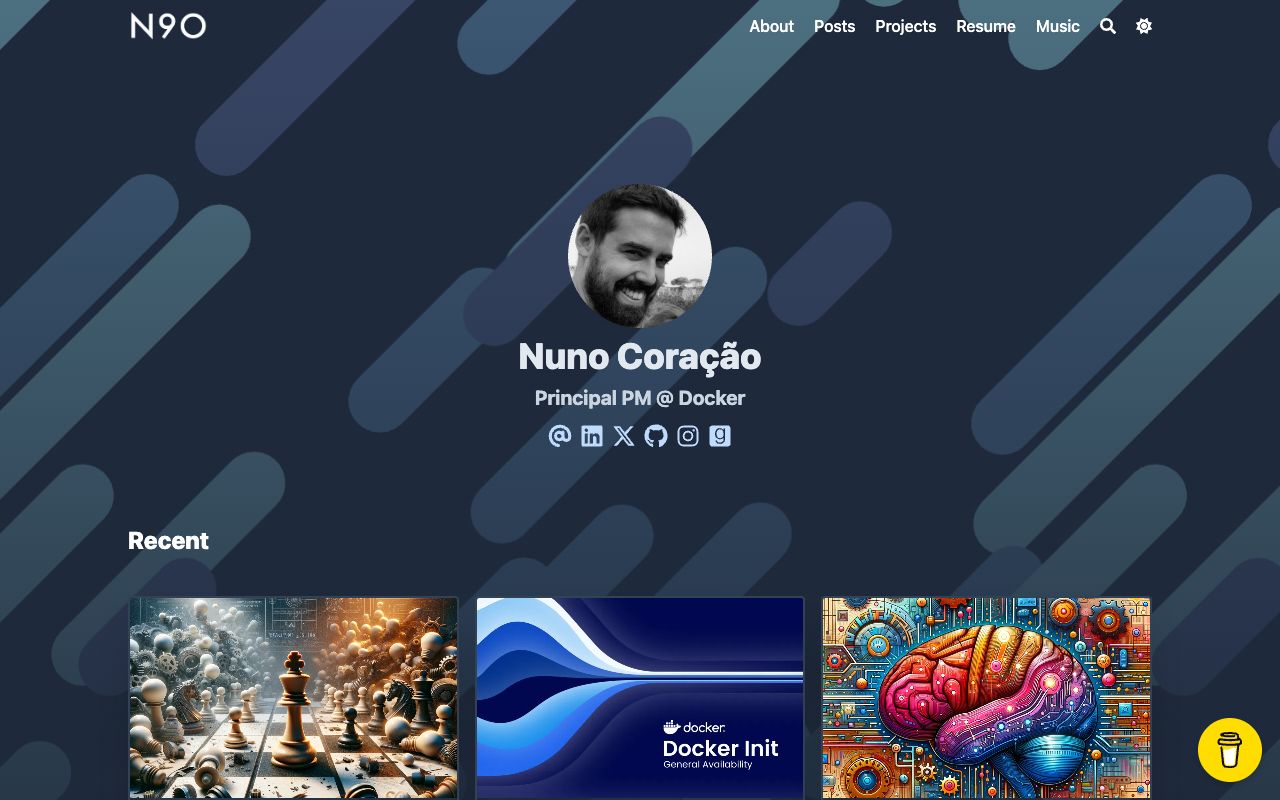 N9O
About Posts Projects Resume Music
Nuno Coração
Principal PM @ Docker
Recent
docker
Docker Init
General Availability